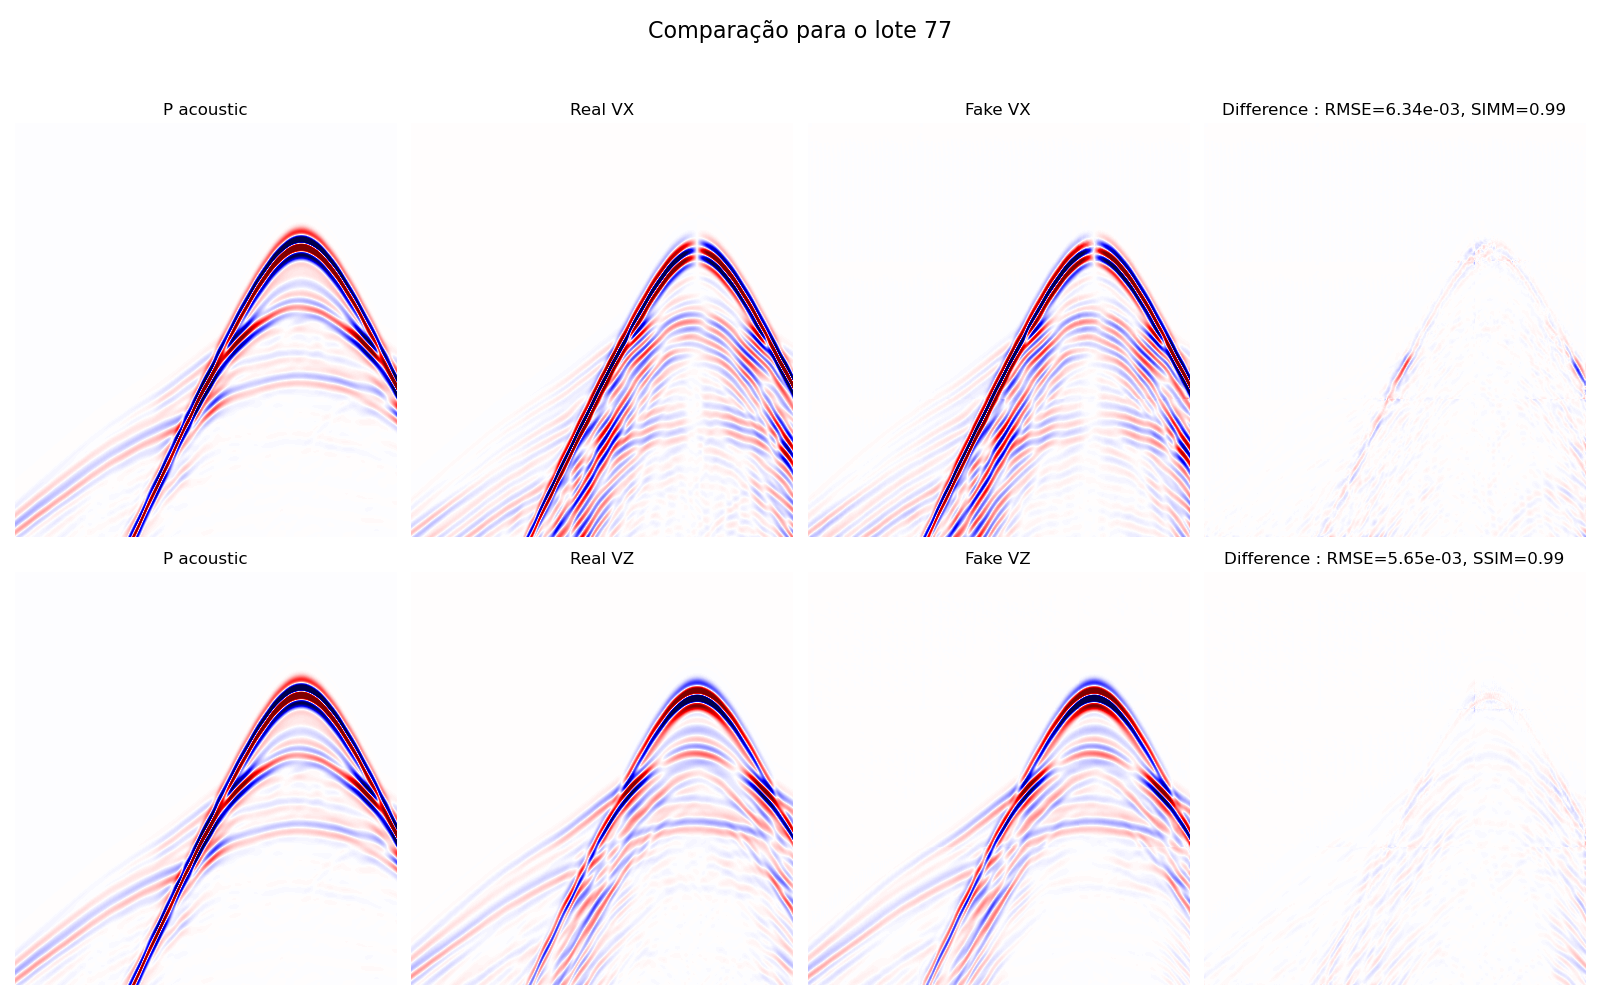 Comparação para o lote 77
P acoustic
Real VX
Fake VX
Difference : RMSE=6.34e-03, SIMM=0.99
P acoustic
Real VZ
Fake VZ
Difference : RMSE=5.65e-03, SSIM=0.99